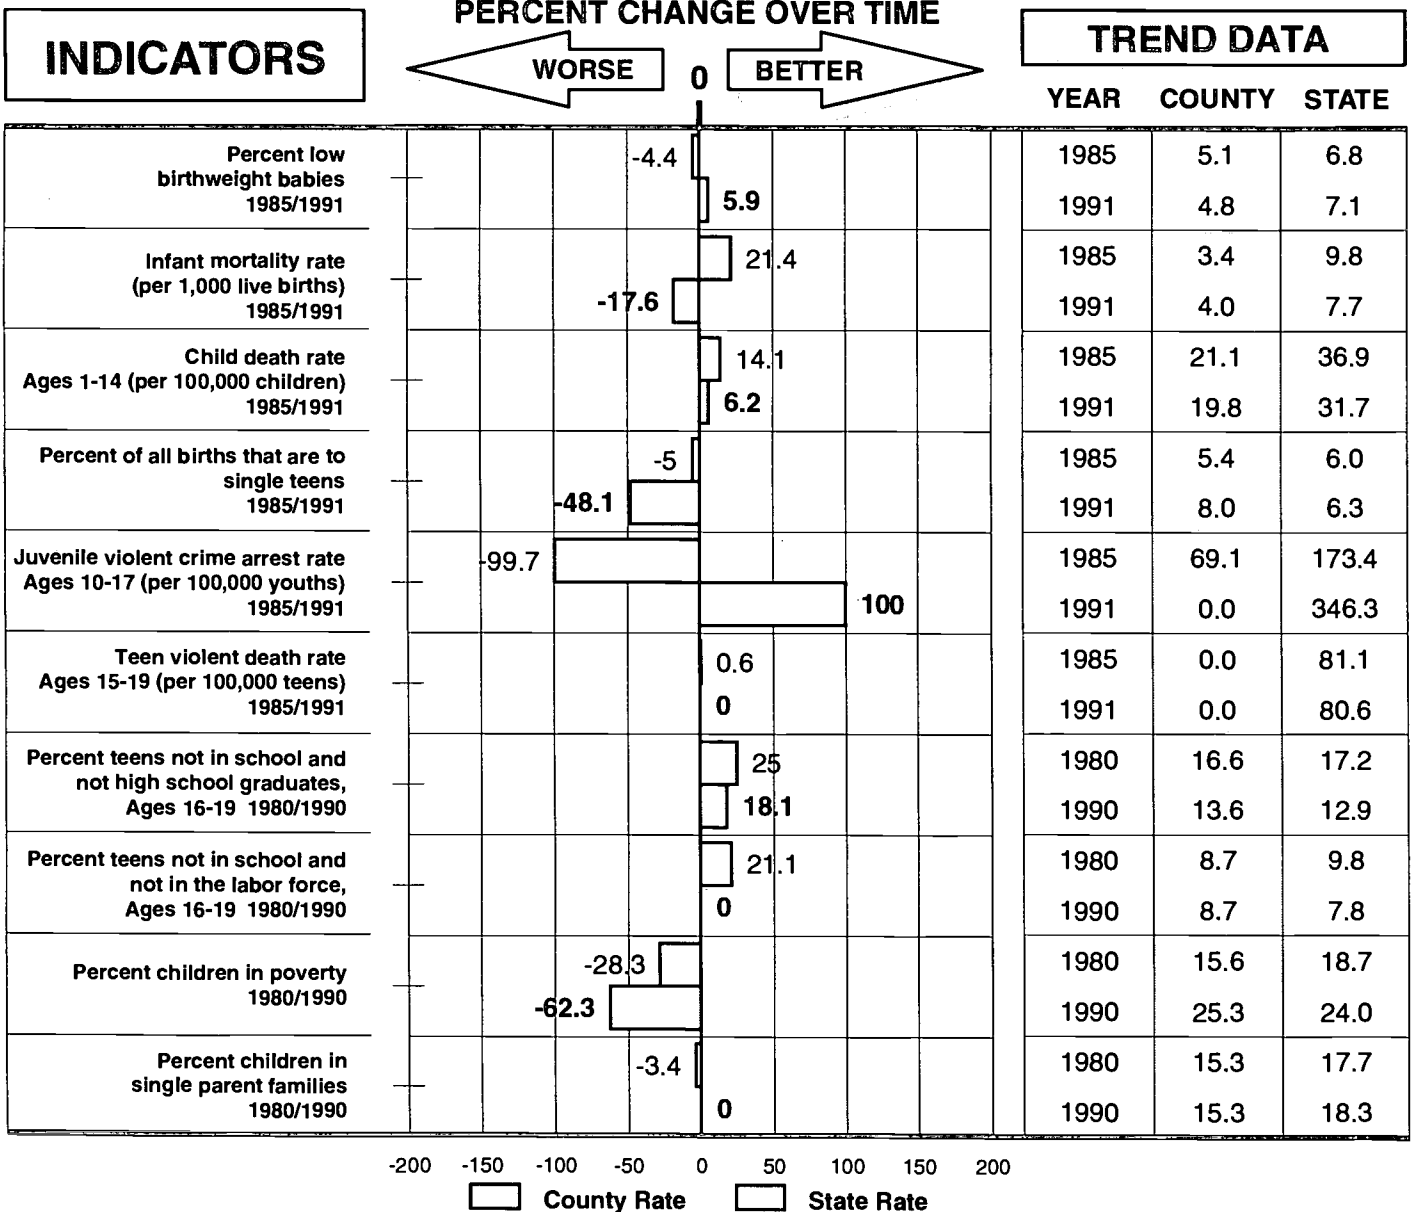 PERCENT CHANGE OVER TIME
INDICATORS
WORSE 0 BETTER
TREND DATA
YEAR COUNTY STATE
Percent low
birthweight babies
1985/1991
-4.4
5.9
1985 5.1 6.8
1991 4.8 7.1
Infant mortality rate
(per 1,000 live births)
1985/1991
21.4
-17.6
1985 3.4 9.8
1991 4.0 7.7
Child death rate
Ages 1-14 (per 100,000 children)
1985/1991
14.1
6.2
1985 21.1 36.9
1991 19.8 31.7
Percent of all births that are to
single teens
1985/1991
-5
-48.1
1985 5.4 6.0
1991 8.0 6.3
Juvenile violent crime arrest rate
Ages 10-17 (per 100,000 youths)
1985/1991
-99.7
100
1985 69.1 173.4
1991 0.0 346.3
Teen violent death rate
Ages 15-19 (per 100,000 teens)
1985/1991
0.6
0
1985 0.0 81.1
1991 0.0 80.6
Percent teens not in school and
not high school graduates,
Ages 16-19 1980/1990
25
18.1
1980 16.6 17.2
1990 13.6 12.9
Percent teens not in school and
not in the labor force,
Ages 16-19 1980/1990
21.1
0
1980 8.7 9.8
1990 8.7 7.8
Percent children in poverty
1980/1990
-28.3
-62.3
1980 15.6 18.7
1990 25.3 24.0
Percent children in
single parent families
1980/1990
-3.4
0
1980 15.3 17.7
1990 15.3 18.3
-200 -150 -100 -50 0 50 100 150 200
County Rate State Rate